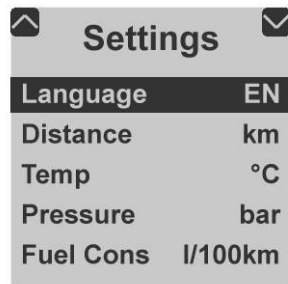 Settings
Language EN
Distance km
Temp °C
Pressure bar
Fuel Cons l/100km